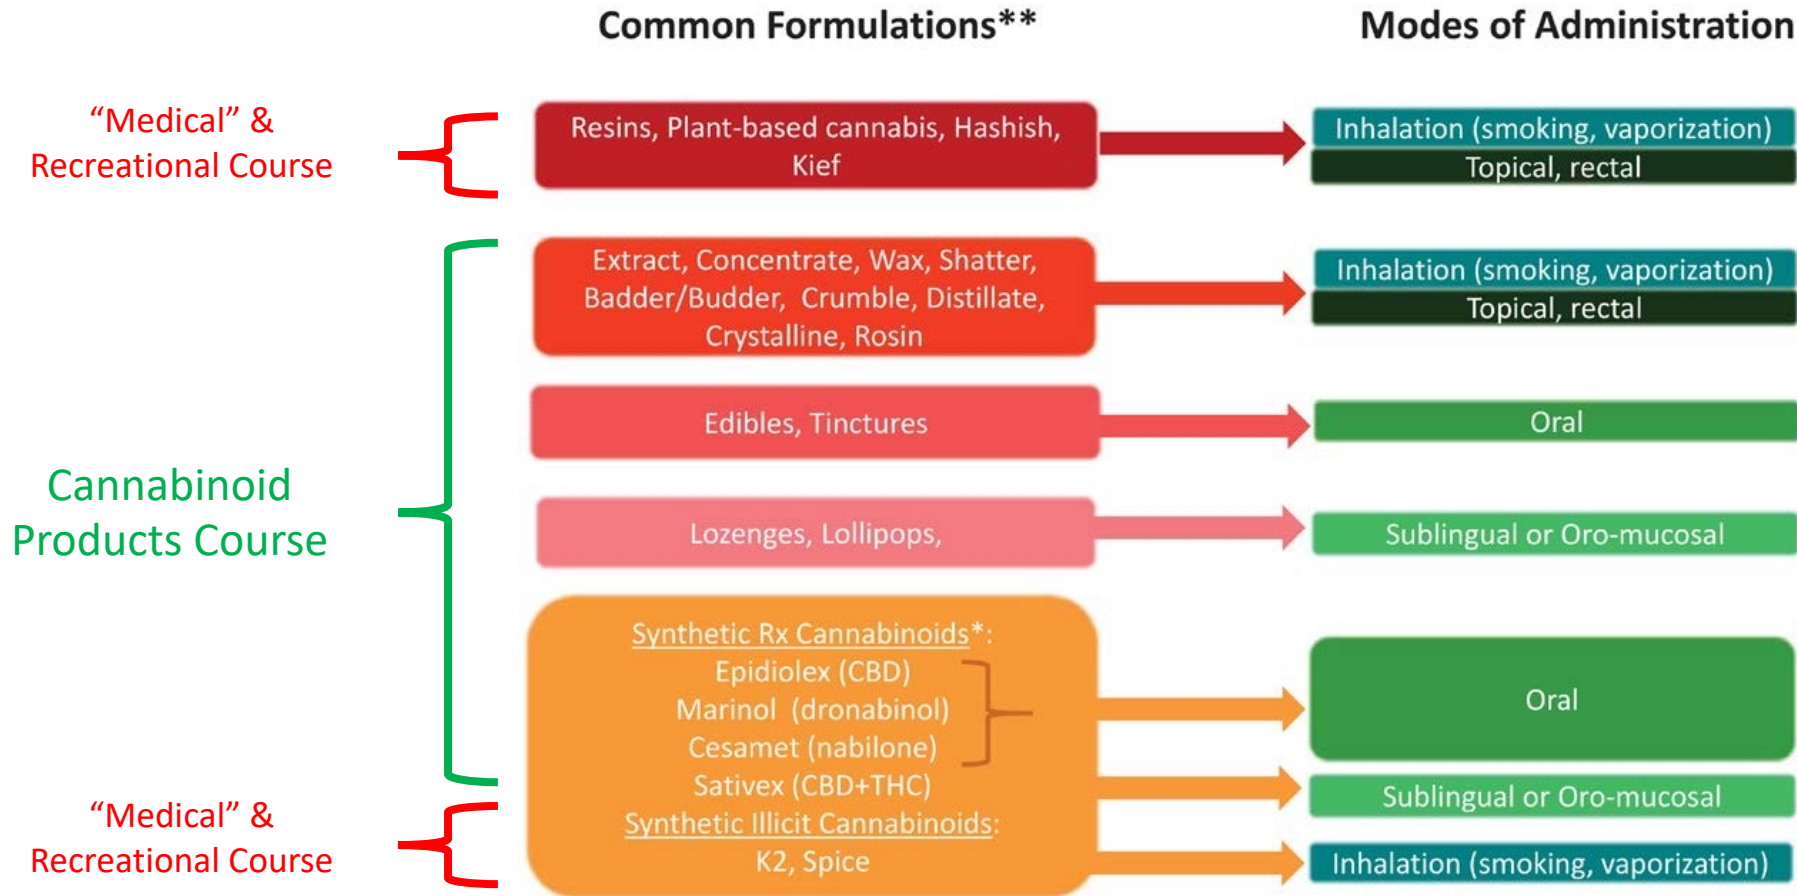 Common Formulations**
Modes of Administration
“Medical” &
Recreational Course
Resins, Plant-based cannabis, Hashish,
Kief
Inhalation (smoking, vaporization)
Topical, rectal
Cannabinoid
Products Course
Extract, Concentrate, Wax, Shatter,
Badder/Budder, Crumble, Distillate,
Crystalline, Rosin
Inhalation (smoking, vaporization)
Topical, rectal
Edibles, Tinctures
Oral
Lozenges, Lollipops,
Sublingual or Oro-mucosal
Synthetic Rx Cannabinoids*:
Epidiolex (CBD)
Marinol (dronabinol)
Cesamet (nabilone)
Oral
Sativex (CBD+THC)
Sublingual or Oro-mucosal
“Medical” &
Recreational Course
Synthetic Illicit Cannabinoids:
K2, Spice
Inhalation (smoking, vaporization)